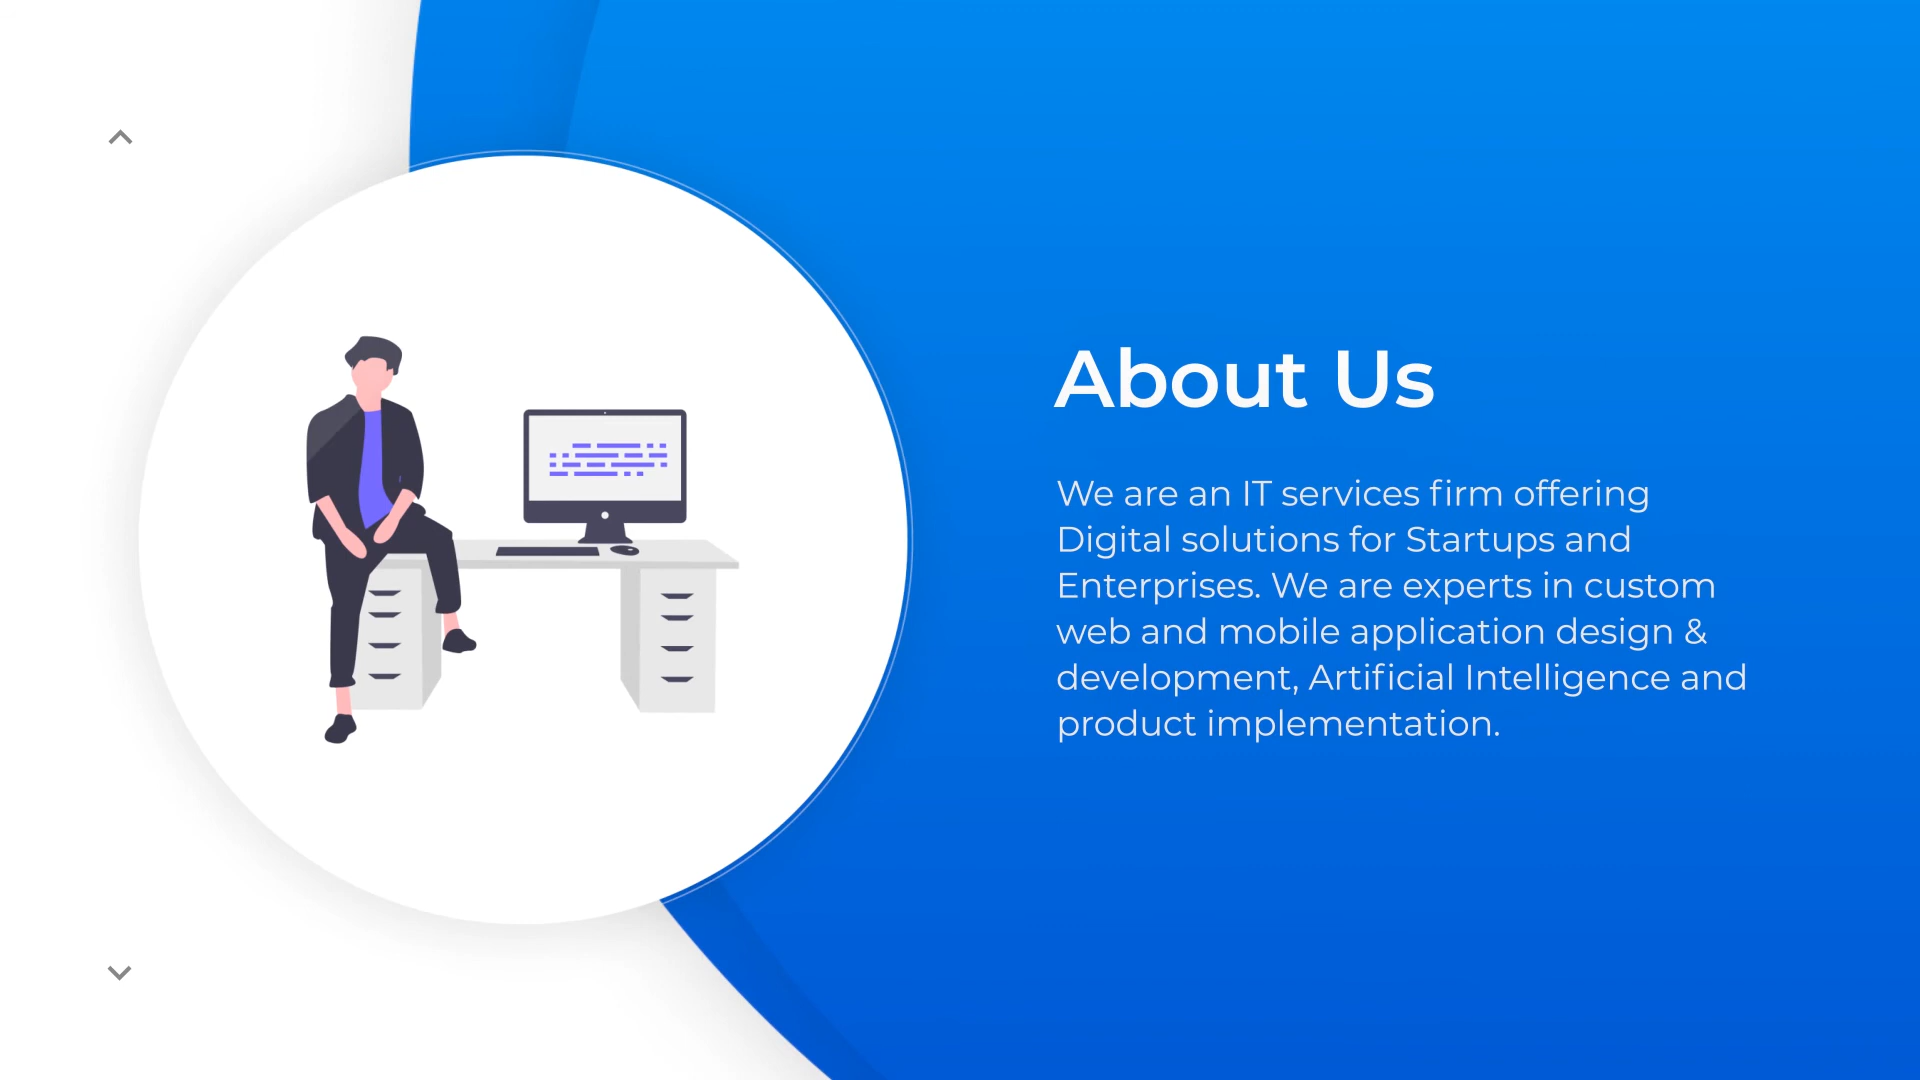 About Us
We are an IT services firm offering
Digital solutions for Startups and
Enterprises. We are experts in custom
web and mobile application design &
development, Artificial Intelligence and
product implementation.